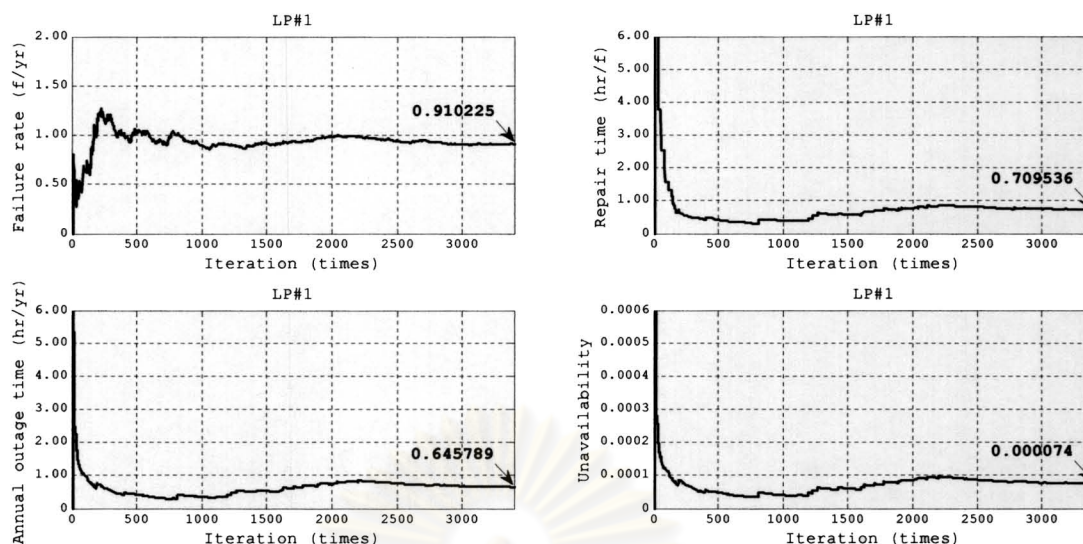 LP#1
Failure rate (f/yr)
2.00
1.50
1.00
0.50
0
0.910225
0 500 1000 1500 2000 2500 3000
Iteration (times)
LP#1
Repair time (hr/f)
6.00
5.00
4.00
3.00
2.00
1.00
0
0.709536
0 500 1000 1500 2000 2500 3000
Iteration (times)
LP#1
Annual outage time (hr/yr)
6.00
5.00
4.00
3.00
2.00
1.00
0
0.645789
0 500 1000 1500 2000 2500 3000
Iteration (times)
LP#1
Unavailability
0.0006
0.0005
0.0004
0.0003
0.0002
0.0001
0
0.000074
0 500 1000 1500 2000 2500 3000
Iteration (times)